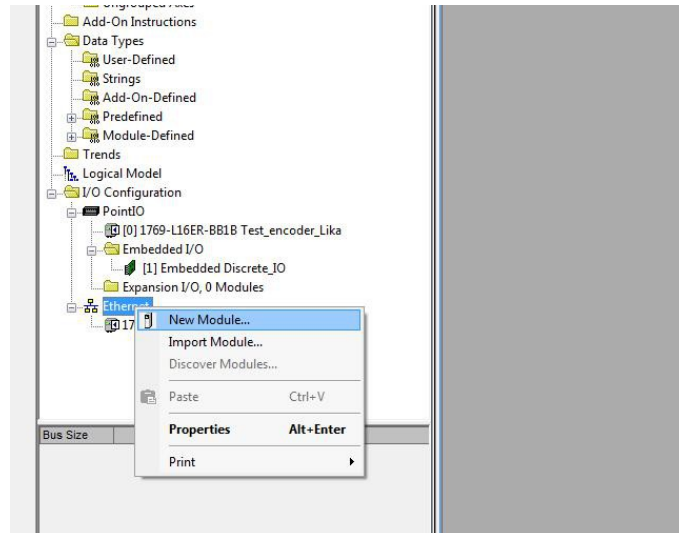 Add-On Instructions
Data Types
User-Defined
Strings
Add-On-Defined
Predefined
Module-Defined
Trends
Logical Model
I/O Configuration
PointIO
[0] 1769-L16ER-BB1B Test_encoder_Lika
Embedded I/O
[1] Embedded Discrete_IO
Expansion I/O, 0 Modules
Ethernet
17
New Module...
Import Module...
Discover Modules...
Paste Ctrl+V
Properties Alt+Enter
Print
Bus Size